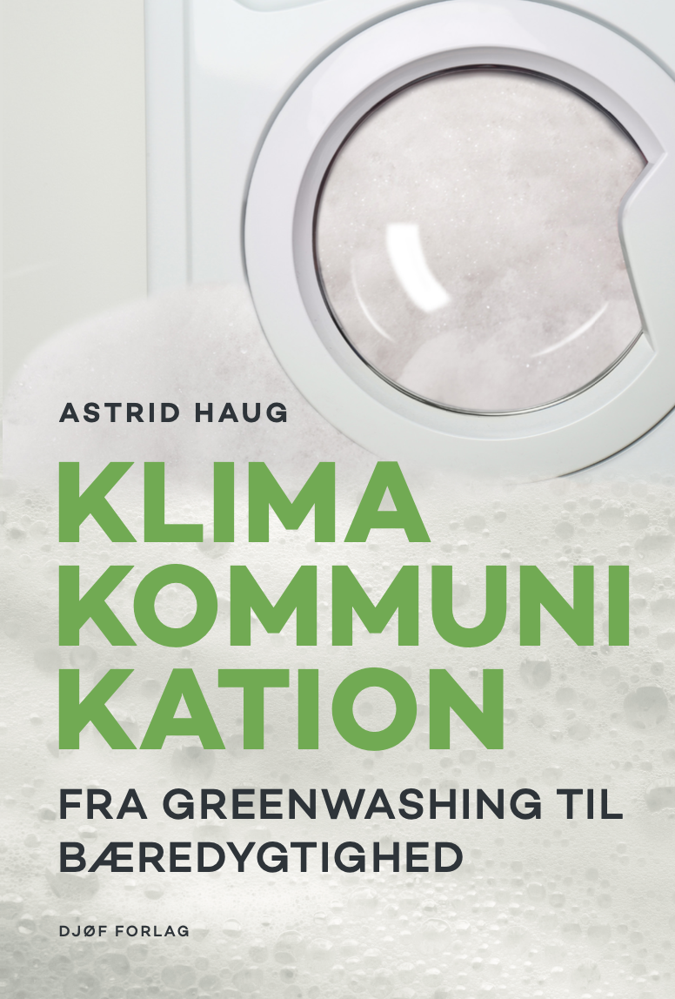 ASTRID HAUG
KLIMA
KOMMUNI
KATION
FRA GREENWASHING TIL
BÆREDYGTIGHED
DJØF FORLAG